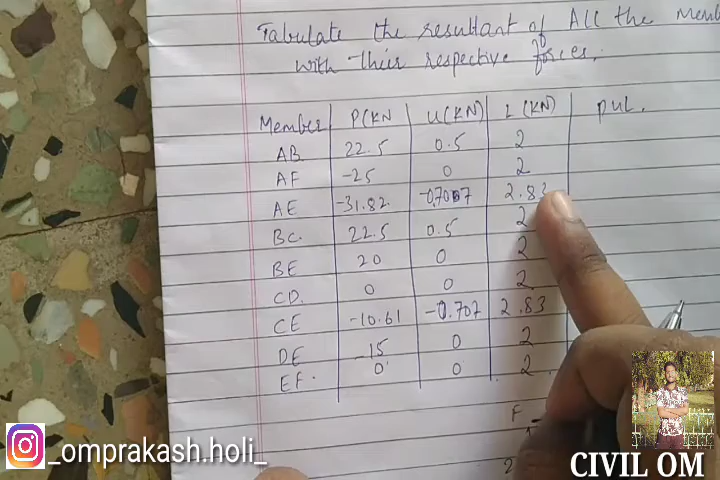 Tabulate the resultant of All the Memb
with their respective forces.
Member P(KN U(KN) L(KN) pul.
AB 22.5 0.5 2
AF -25 0 2
AE -31.82 -0.7007 2.83
BC. 22.5 0.5 2
BE 20 0 2
CD. 0 0 2
CE -10.61 -0.707 2.83
DE -15 0 2
EF. 0 0 2.
F
2
_omprakash.holi_
CIVIL OM